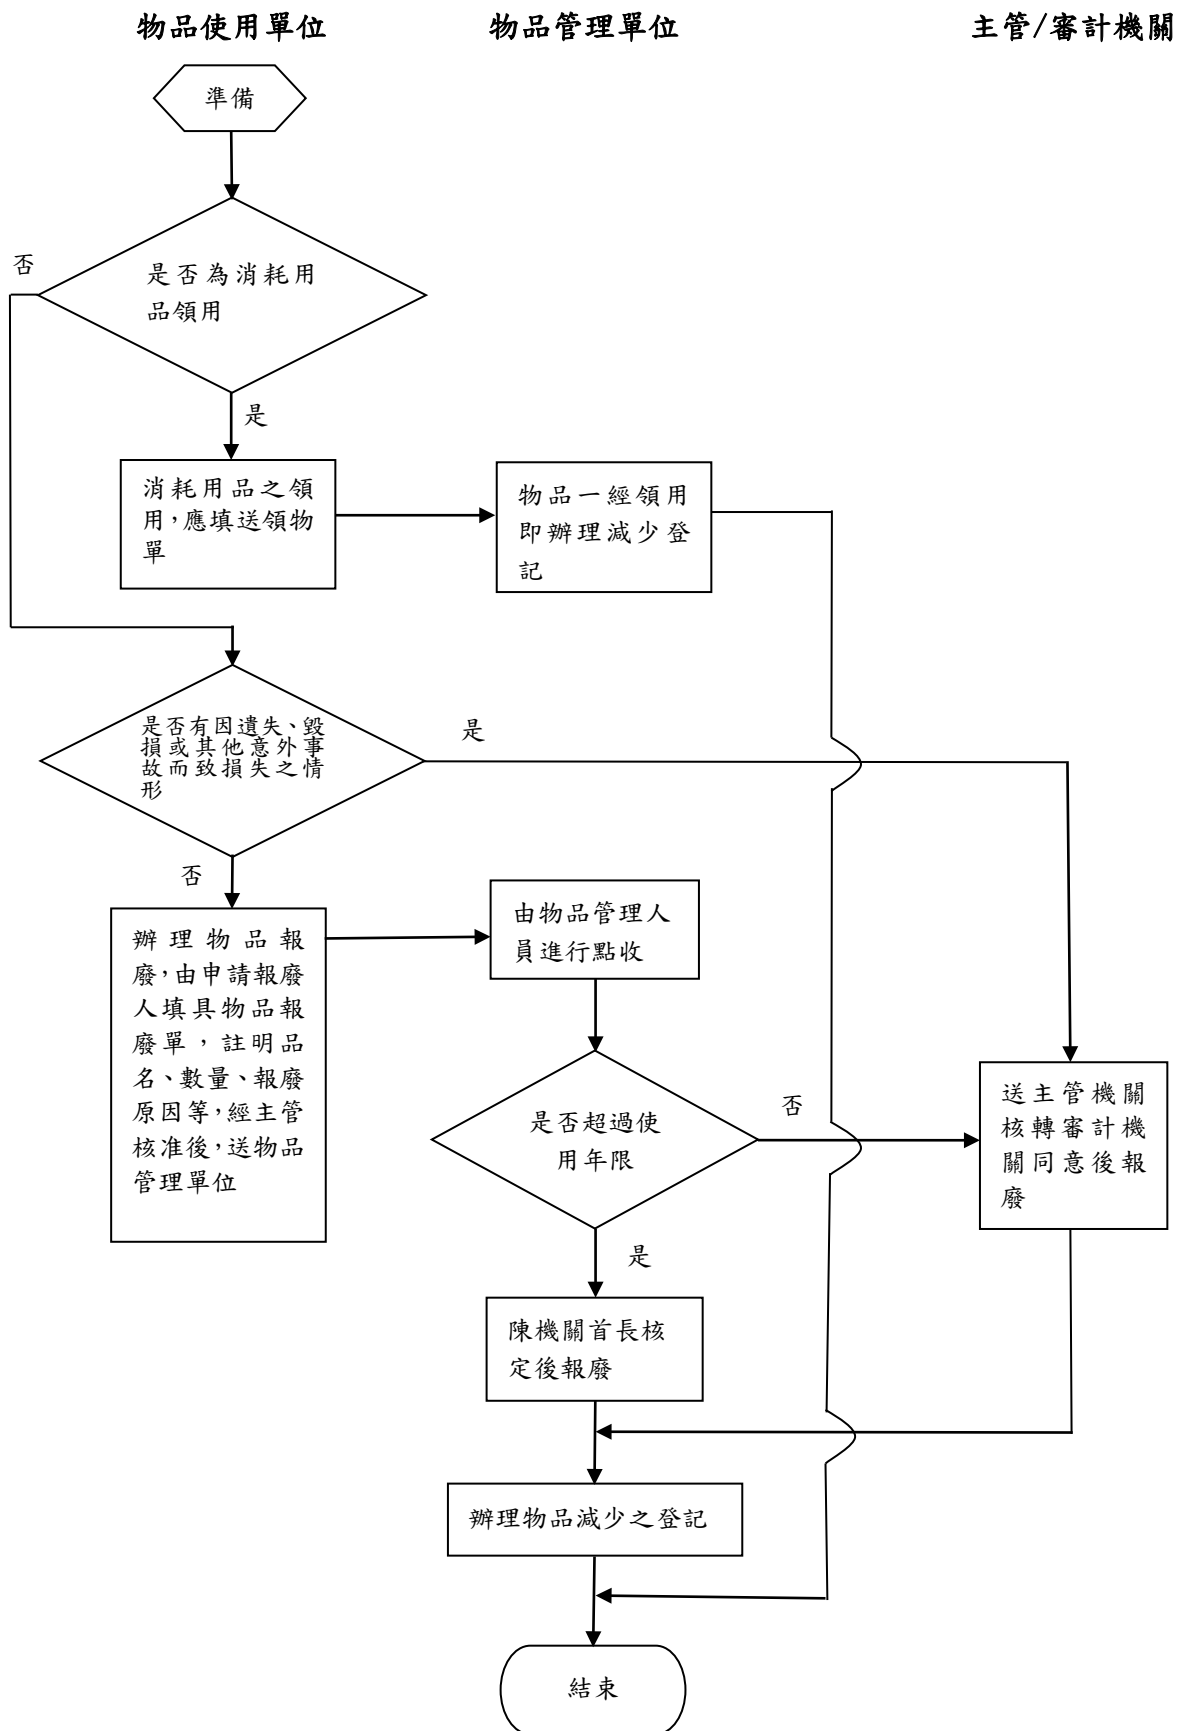 物品使用單位 物品管理單位 主管/審計機關
準備
否
是否為消耗用
品領用
是
消耗用品之領
用，應填送領物
單
物品一經領用
即辦理減少登
記
是否有因遺失、毀
損或其他意外事
故而致損失之情
形
是
否
辦理物品報
廢，由申請報廢
人填具物品報
廢單，註明品
名、數量、報廢
原因等，經主管
核准後，送物品
管理單位
由物品管理人
員進行點收
是否超過使
用年限
否
送主管機關
核轉審計機
關同意後報
廢
是
陳機關首長核
定後報廢
辦理物品減少之登記
結束